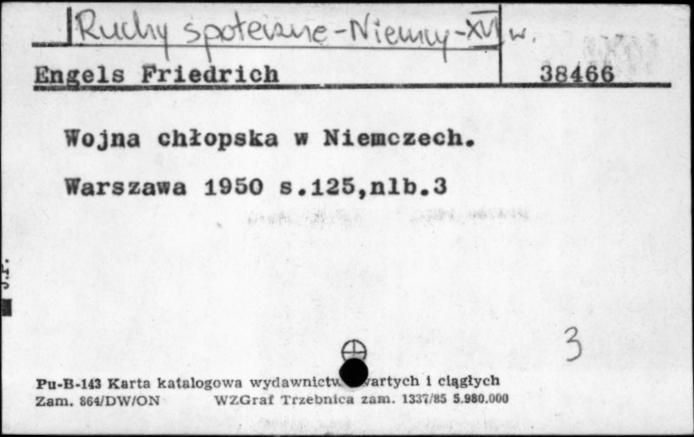 Ruchy społeczne - Niemcy - XVI w.
Engels Friedrich 38466
Wojna chłopska w Niemczech.
Warszawa 1950 s.125,nlb.3
J.P.
3
Pu-B-143 Karta katalogowa wydawnictw zwartych i ciągłych
Zam. 864/DW/ON WZGraf Trzebnica zam. 1337/85 5.980.000